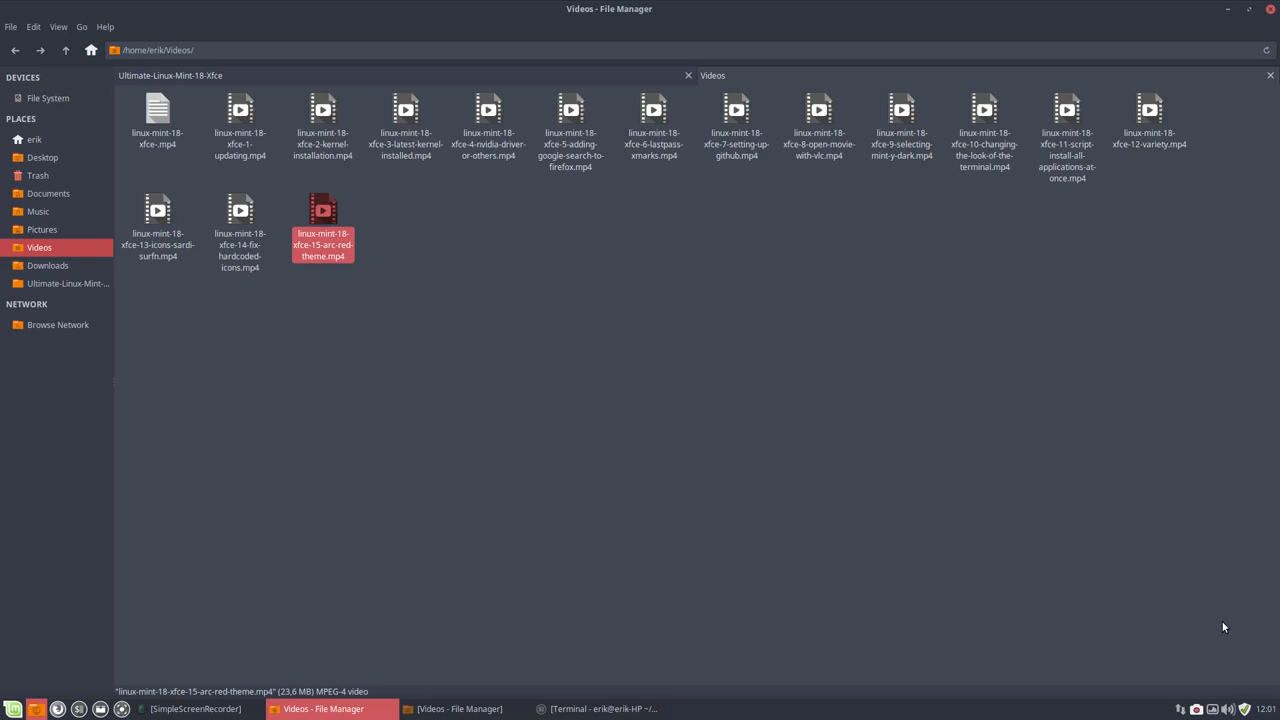 Videos - File Manager
File Edit View Go Help
/home/erik/Videos/
DEVICES
File System
PLACES
erik
Desktop
Trash
Documents
Music
Pictures
Videos
Downloads
Ultimate-Linux-Mint-...
NETWORK
Browse Network
Ultimate-Linux-Mint-18-Xfce
Videos
linux-mint-18-
xfce-.mp4
linux-mint-18-
xfce-1-
updating.mp4
linux-mint-18-
xfce-2-kernel-
installation.mp4
linux-mint-18-
xfce-3-latest-kernel-
installed.mp4
linux-mint-18-
xfce-4-nvidia-driver-
or-others.mp4
linux-mint-18-
xfce-5-adding-
google-search-to-
firefox.mp4
linux-mint-18-
xfce-6-lastpass-
xmarks.mp4
linux-mint-18-
xfce-7-setting-up-
github.mp4
linux-mint-18-
xfce-8-open-movie-
with-vlc.mp4
linux-mint-18-
xfce-9-selecting-
mint-y-dark.mp4
linux-mint-18-
xfce-10-changing-
the-look-of-the-
terminal.mp4
linux-mint-18-
xfce-11-script-
install-all-
applications-at-
once.mp4
linux-mint-18-
xfce-12-variety.mp4
linux-mint-18-
xfce-13-icons-sardi-
surfn.mp4
linux-mint-18-
xfce-14-fix-
hardcoded-
icons.mp4
linux-mint-18-
xfce-15-arc-red-
theme.mp4
"linux-mint-18-xfce-15-arc-red-theme.mp4" (23,6 MB) MPEG-4 video
[SimpleScreenRecorder]
Videos - File Manager
[Videos - File Manager]
[Terminal - erik@erik-HP ~/...
12:01